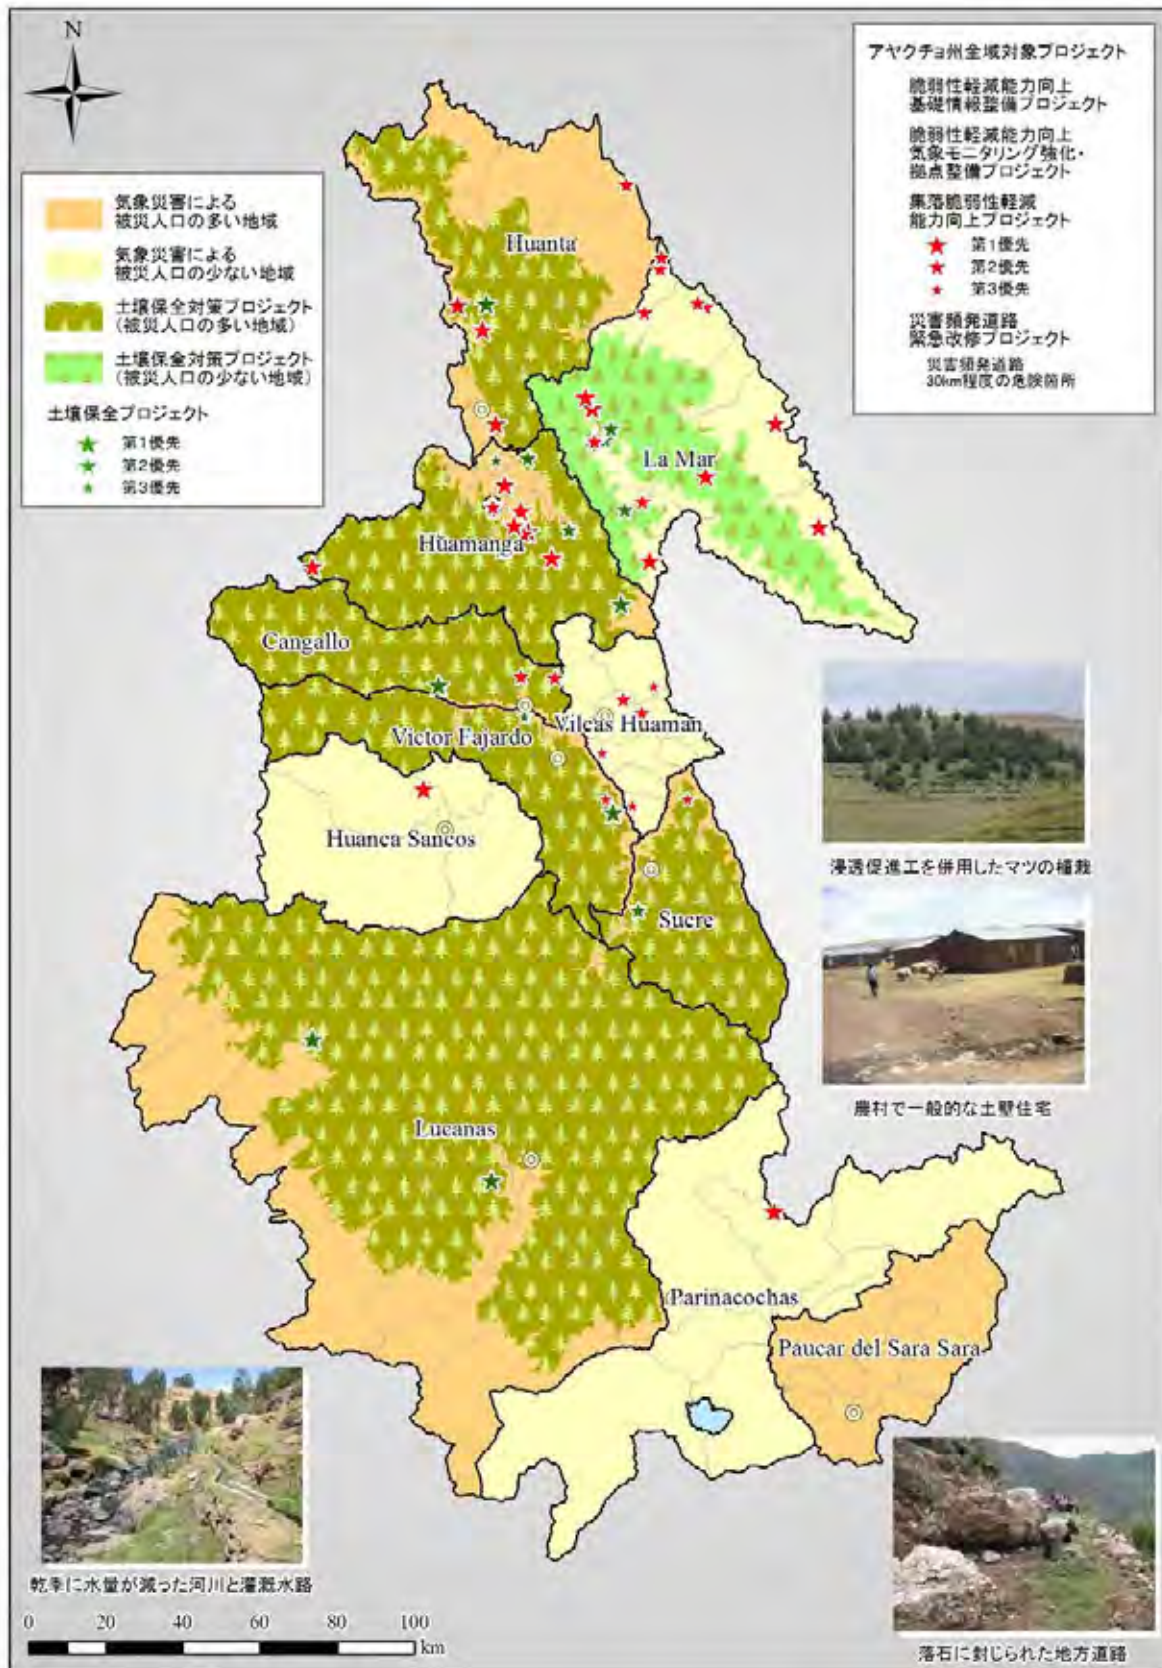 N
アヤクチョ州全域対象プロジェクト
脆弱性軽減能力向上
基礎情報整備プロジェクト
脆弱性軽減能力向上
気象モニタリング強化・
拠点整備プロジェクト
集落脆弱性軽減
能力向上プロジェクト
第1優先
第2優先
第3優先
災害頻発道路
緊急改修プロジェクト
災害頻発道路
30km程度の危険箇所
気象災害による
被災人口の多い地域
気象災害による
被災人口の少ない地域
土壌保全対策プロジェクト
(被災人口の多い地域)
土壌保全対策プロジェクト
(被災人口の少ない地域)
土壌保全プロジェクト
第1優先
第2優先
第3優先
Huanta
La Mar
Huamanga
Cangallo
Victor Fajardo
Vilcas Huaman
Huanca Sancos
Sucre
Lucanas
Parinacochas
Paucar del Sara Sara
浸透促進工を併用したマツの植栽
農村で一般的な土壁住宅
乾季に水量が減った河川と灌漑水路
落石に封じられた地方道路
0 20 40 60 80 100
km